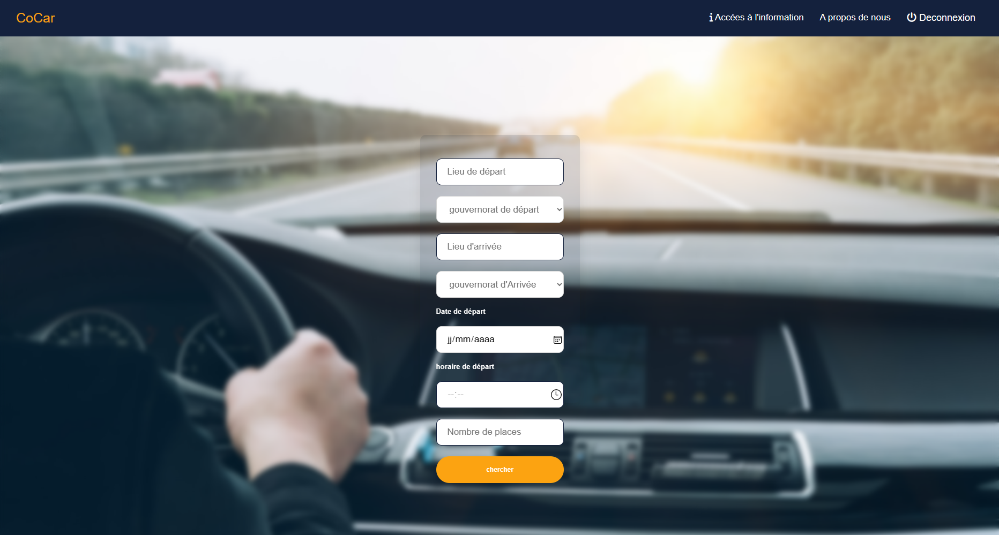 CoCar
Accées à l'information
A propos de nous
Deconnexion
Lieu de départ
gouvernorat de départ
Lieu d'arrivée
gouvernorat d'Arrivée
Date de départ
jj/mm/aaaa
horaire de départ
--:--
Nombre de places
chercher